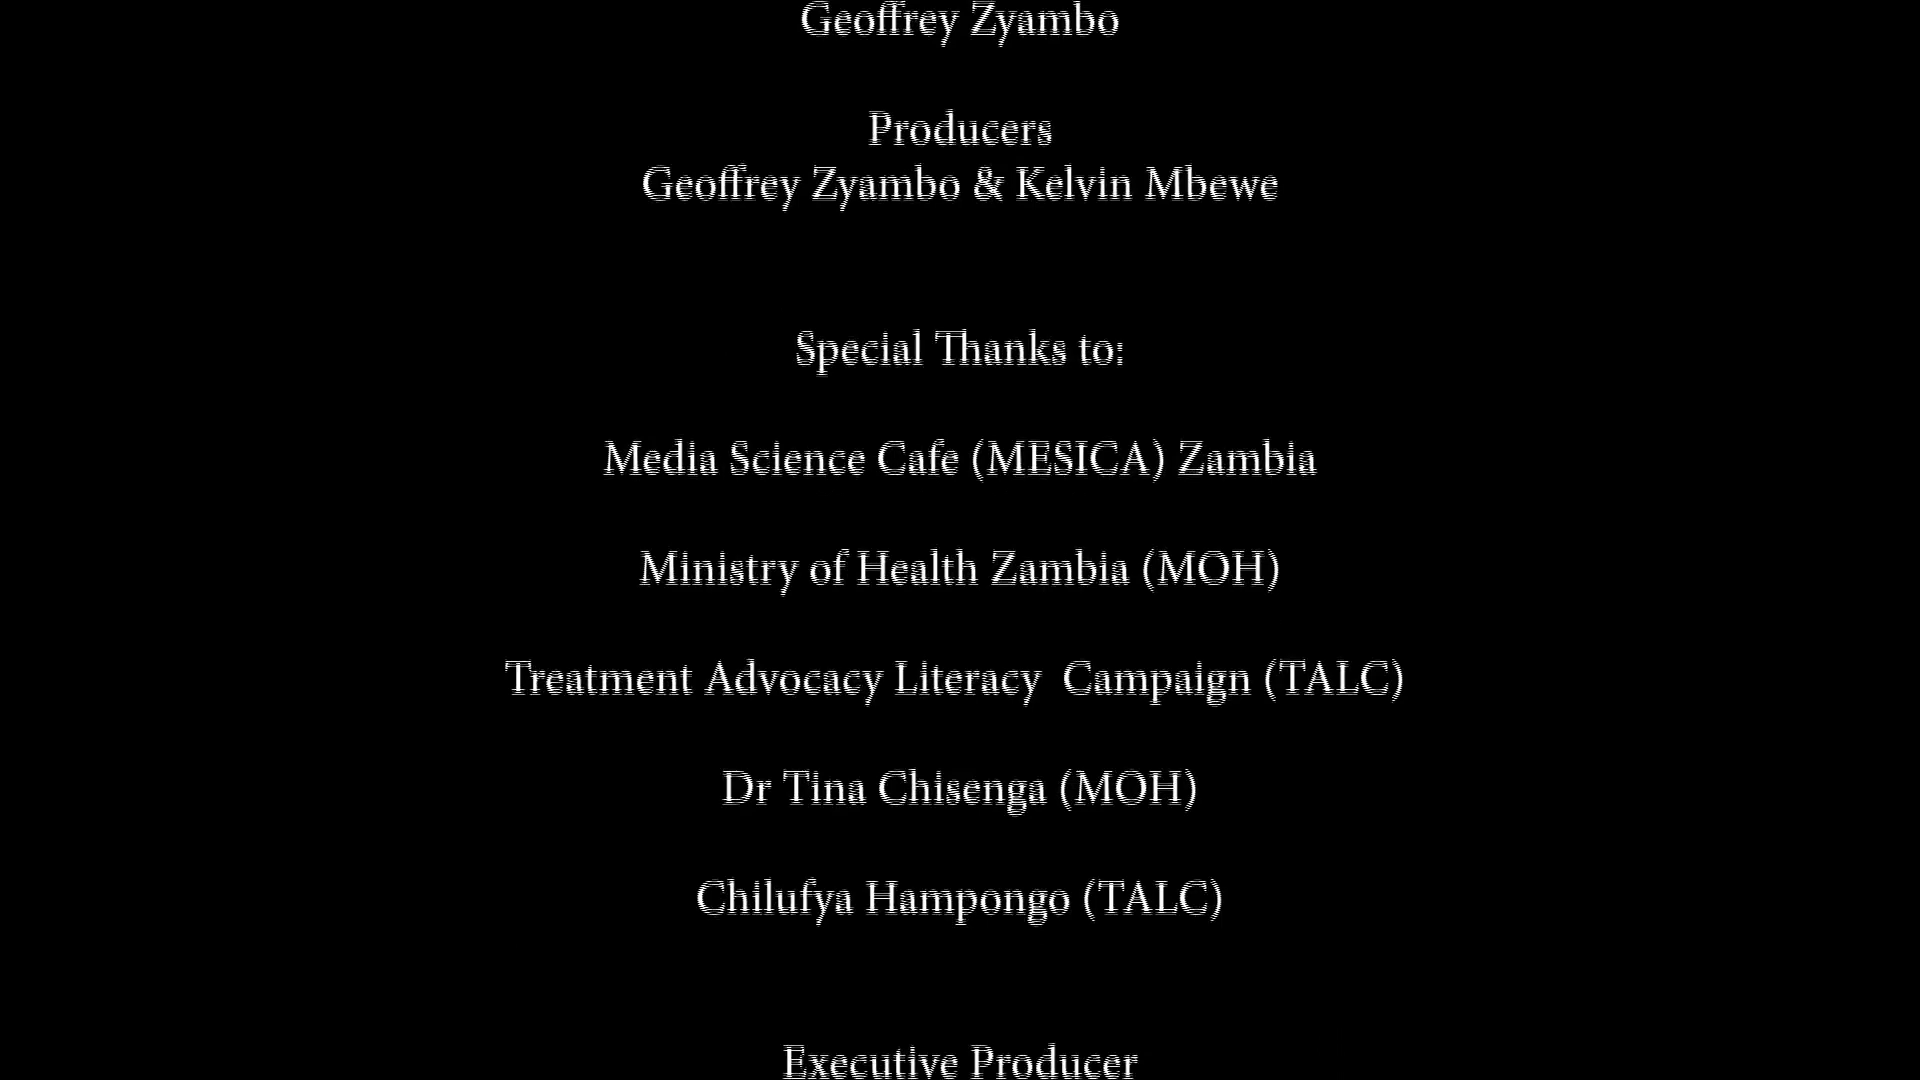 Geoffrey Zyambo
Producers
Geoffrey Zyambo & Kelvin Mbewe
Special Thanks to:
Media Science Cafe (MESICA) Zambia
Ministry of Health Zambia (MOH)
Treatment Advocacy Literacy  Campaign (TALC)
Dr Tina Chisenga (MOH)
Chilufya Hampongo (TALC)
Executive Producer